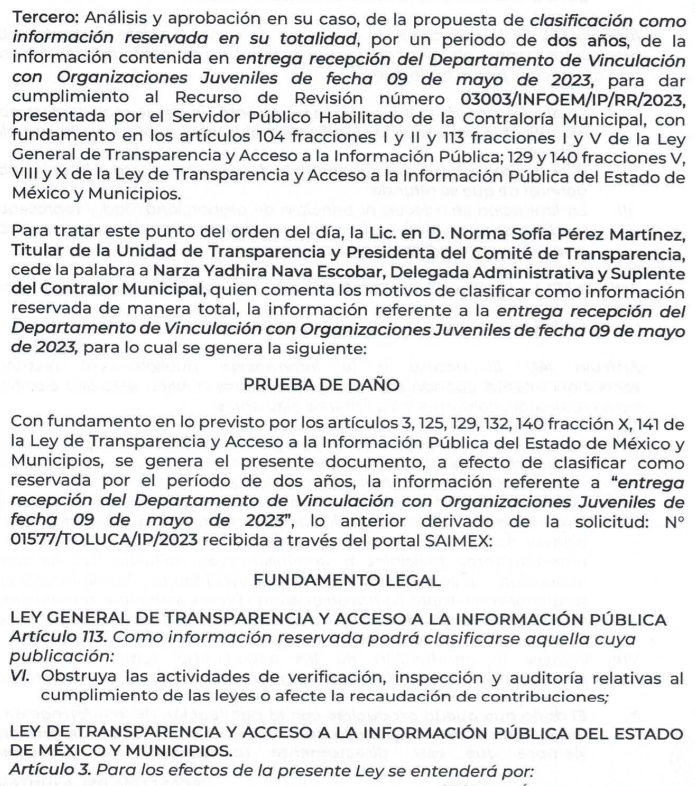 Tercero: Análisis y aprobación en su caso, de la propuesta de clasificación como
información reservada en su totalidad, por un periodo de dos años, de la
información contenida en entrega recepción del Departamento de Vinculación
con Organizaciones Juveniles de fecha 09 de mayo de 2023, para dar
cumplimiento al Recurso de Revisión número 03003/INFOEM/IP/RR/2023,
presentada por el Servidor Público Habilitado de la Contraloría Municipal, con
fundamento en los artículos 104 fracciones I y II y 113 fracciones I y V de la Ley
General de Transparencia y Acceso a la Información Pública; 129 y 140 fracciones V,
VIII y X de la Ley de Transparencia y Acceso a la Información Pública del Estado de
México y Municipios.
Para tratar este punto del orden del día, la Lic. en D. Norma Sofía Pérez Martínez,
Titular de la Unidad de Transparencia y Presidenta del Comité de Transparencia,
cede la palabra a Narza Yadhira Nava Escobar, Delegada Administrativa y Suplente
del Contralor Municipal, quien comenta los motivos de clasificar como información
reservada de manera total, la información referente a la entrega recepción del
Departamento de Vinculación con Organizaciones Juveniles de fecha 09 de mayo
de 2023, para lo cual se genera la siguiente:
PRUEBA DE DAÑO
Con fundamento en lo previsto por los artículos 3, 125, 129, 132, 140 fracción X, 141 de
la Ley de Transparencia y Acceso a la Información Pública del Estado de México y
Municipios, se genera el presente documento, a efecto de clasificar como
reservada por el período de dos años, la información referente a “entrega
recepción del Departamento de Vinculación con Organizaciones Juveniles de
fecha 09 de mayo de 2023”, lo anterior derivado de la solicitud: N°
01577/TOLUCA/IP/2023 recibida a través del portal SAIMEX:
FUNDAMENTO LEGAL
LEY GENERAL DE TRANSPARENCIA Y ACCESO A LA INFORMACIÓN PÚBLICA
Artículo 113. Como información reservada podrá clasificarse aquella cuya
publicación:
VI. Obstruya las actividades de verificación, inspección y auditoría relativas al
cumplimiento de las leyes o afecte la recaudación de contribuciones;
LEY DE TRANSPARENCIA Y ACCESO A LA INFORMACIÓN PÚBLICA DEL ESTADO
DE MÉXICO Y MUNICIPIOS.
Artículo 3. Para los efectos de la presente Ley se entenderá por: